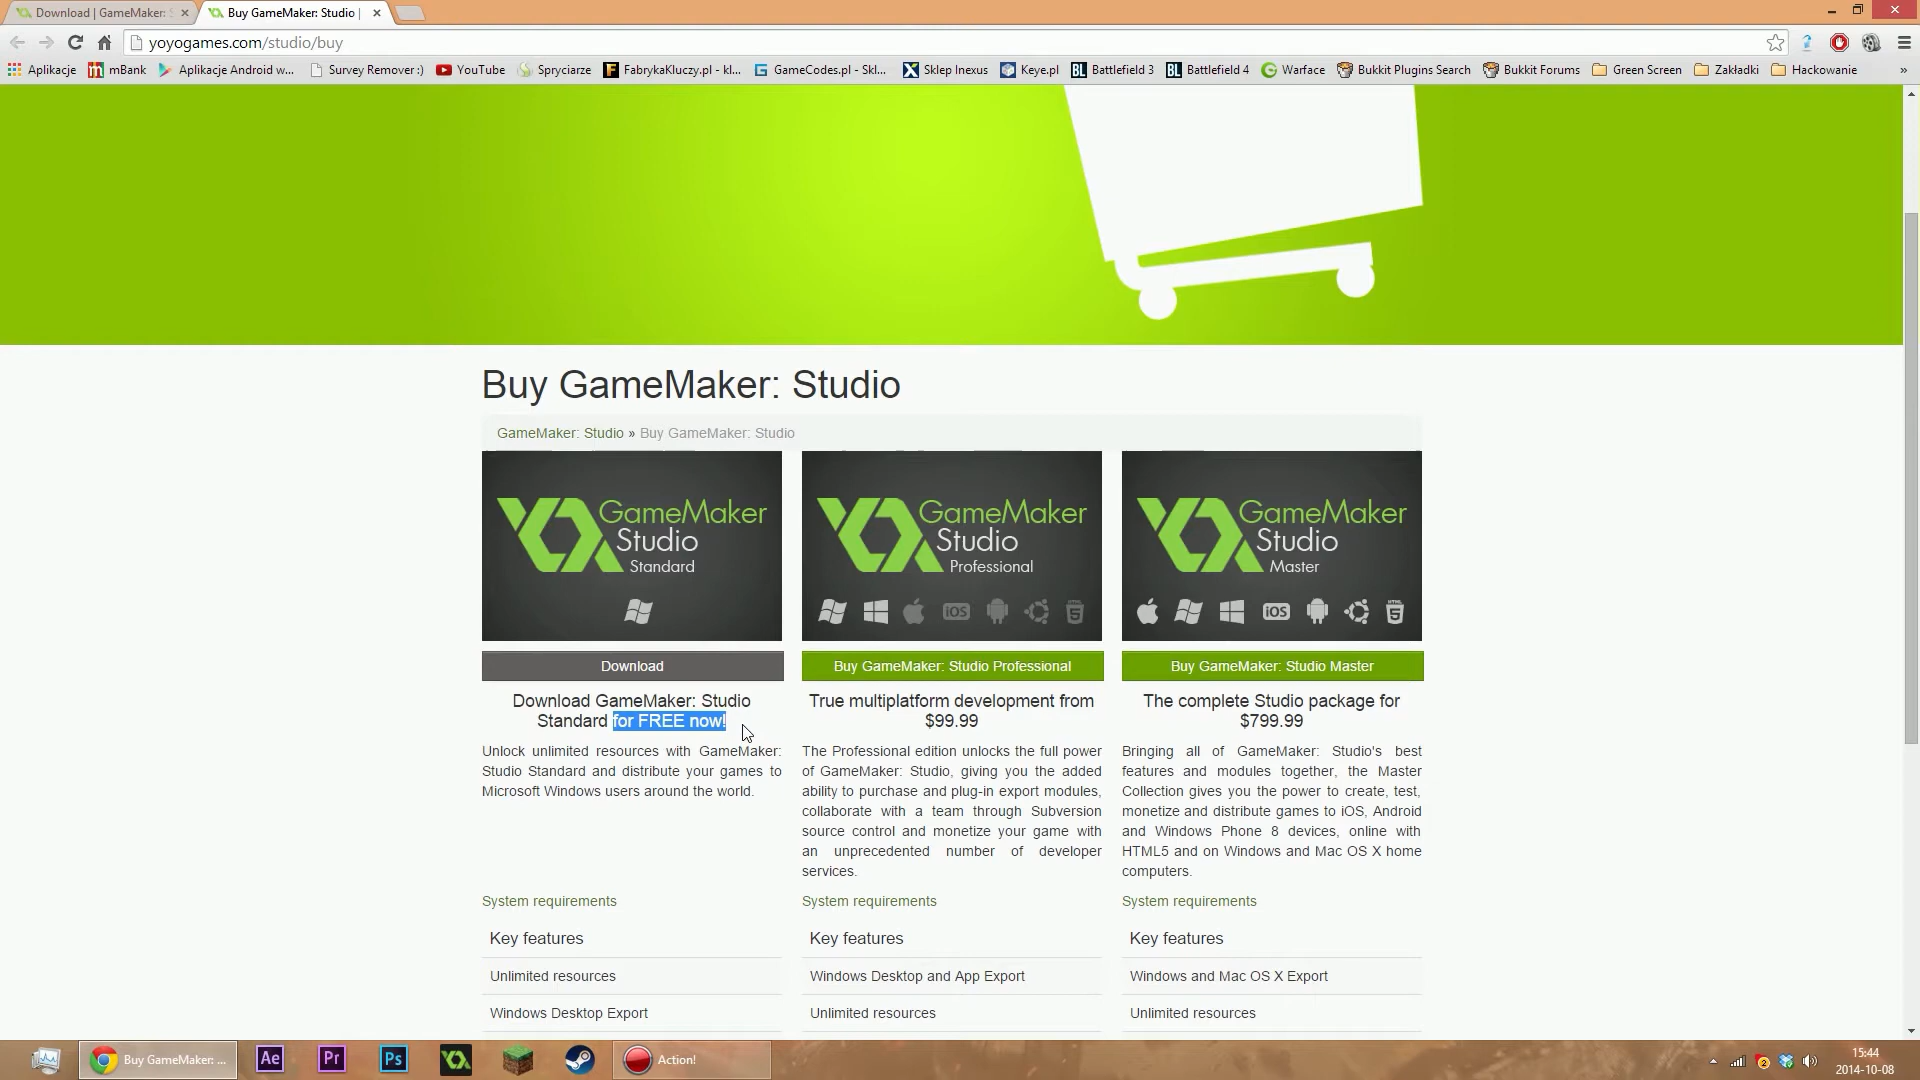 Download | GameMaker: S
Buy GameMaker: Studio |
yoyogames.com/studio/buy
Aplikacje
mBank
Aplikacje Android w...
Survey Remover :)
YouTube
Spryciarze
FabrykaKluczy.pl - kl...
GameCodes.pl - Skl...
Sklep Inexus
Keye.pl
Battlefield 3
Battlefield 4
Warface
Bukkit Plugins Search
Bukkit Forums
Green Screen
Zakładki
Hackowanie
»
Buy GameMaker: Studio
GameMaker: Studio » Buy GameMaker: Studio
GameMaker
Studio
Standard
Download
Download GameMaker: Studio
Standard for FREE now!
Unlock unlimited resources with GameMaker:
Studio Standard and distribute your games to
Microsoft Windows users around the world.
System requirements
Key features
Unlimited resources
Windows Desktop Export
GameMaker
Studio
Professional
iOS
HTML
5
Buy GameMaker: Studio Professional
True multiplatform development from
$99.99
The Professional edition unlocks the full power
of GameMaker: Studio, giving you the added
ability to purchase and plug-in export modules,
collaborate with a team through Subversion
source control and monetize your game with
an unprecedented number of developer
services.
System requirements
Key features
Windows Desktop and App Export
Unlimited resources
GameMaker
Studio
Master
iOS
HTML
5
Buy GameMaker: Studio Master
The complete Studio package for
$799.99
Bringing all of GameMaker: Studio's best
features and modules together, the Master
Collection gives you the power to create, test,
monetize and distribute games to iOS, Android
and Windows Phone 8 devices, online with
HTML5 and on Windows and Mac OS X home
computers.
System requirements
Key features
Windows and Mac OS X Export
Unlimited resources
Buy GameMaker: ...
Ae
Pr
Ps
Action!
2
15:44
2014-10-08